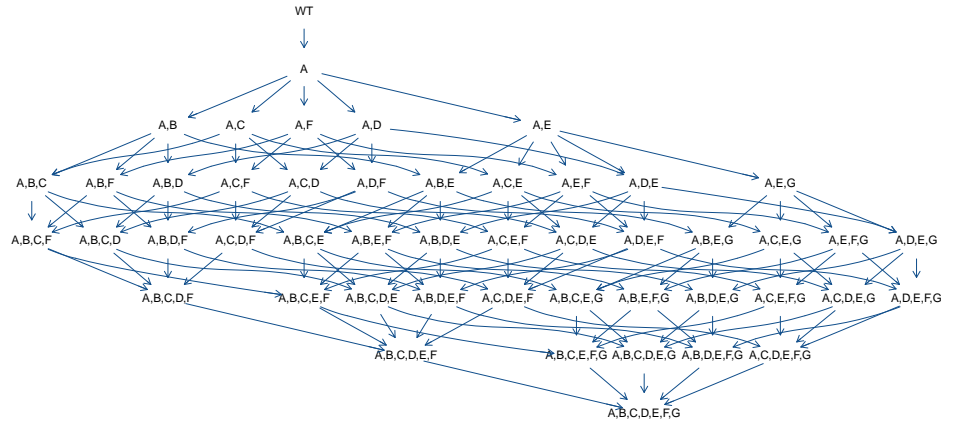 WT
A
A,B A,C A,F A,D A,E
A,B,C A,B,F A,B,D A,C,F A,C,D A,D,F A,B,E A,C,E A,E,F A,D,E A,E,G
A,B,C,F A,B,C,D A,B,D,F A,C,D,F A,B,C,E A,B,E,F A,B,D,E A,C,E,F A,C,D,E A,D,E,F A,B,E,G A,C,E,G A,E,F,G A,D,E,G
A,B,C,D,F A,B,C,E,F A,B,C,D,E A,B,D,E,F A,C,D,E,F A,B,C,E,G A,B,E,F,G A,B,D,E,G A,C,E,F,G A,C,D,E,G A,D,E,F,G
A,B,C,D,E,F A,B,C,E,F,G A,B,C,D,E,G A,B,D,E,F,G A,C,D,E,F,G
A,B,C,D,E,F,G